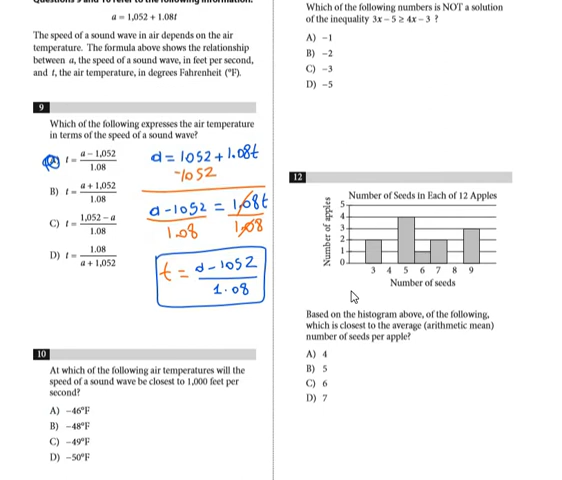 Questions 9 and 10 refer to the following information.
a = 1,052 + 1.08t
The speed of a sound wave in air depends on the air
temperature. The formula above shows the relationship
between a, the speed of a sound wave, in feet per second,
and t, the air temperature, in degrees Fahrenheit (°F).
9
Which of the following expresses the air temperature
in terms of the speed of a sound wave?
A) t = a − 1,052 / 1.08
B) t = a + 1,052 / 1.08
C) t = 1,052 − a / 1.08
D) t = 1.08 / a + 1,052
a = 1052 + 1.08t
-1052
a - 1052 = 1.08t
1.08 1.08
t = a - 1052
1.08
10
At which of the following air temperatures will the
speed of a sound wave be closest to 1,000 feet per
second?
A) −46°F
B) −48°F
C) −49°F
D) −50°F
Which of the following numbers is NOT a solution
of the inequality 3x − 5 ≥ 4x − 3 ?
A) −1
B) −2
C) −3
D) −5
12
Number of Seeds in Each of 12 Apples
Number of apples
5
4
3
2
1
0
3 4 5 6 7 8 9
Number of seeds
Based on the histogram above, of the following,
which is closest to the average (arithmetic mean)
number of seeds per apple?
A) 4
B) 5
C) 6
D) 7